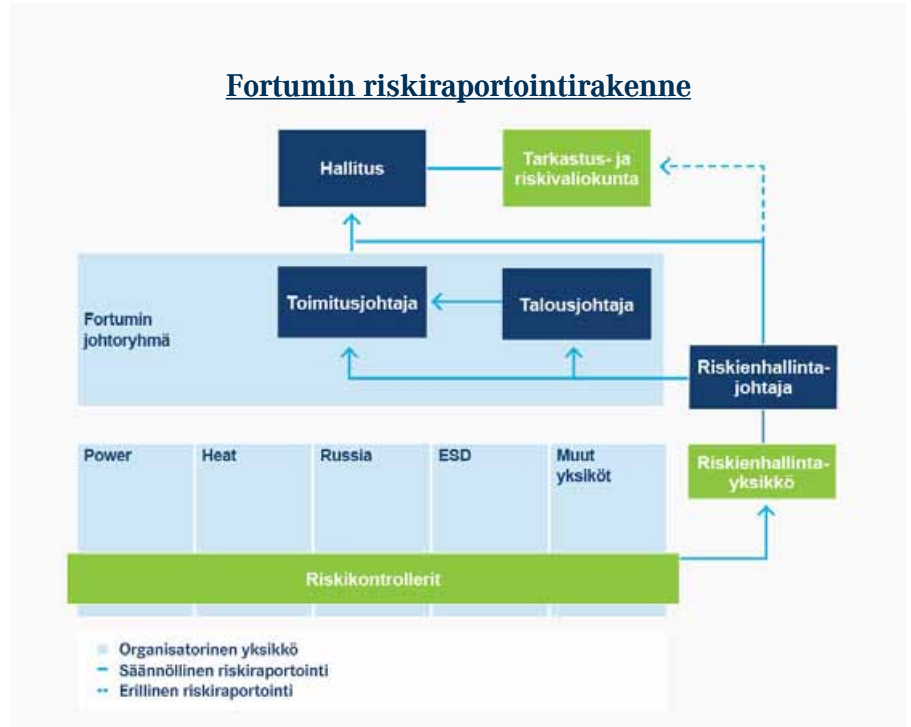 Fortumin riskiraportointirakenne
Hallitus
Tarkastus- ja
riskivaliokunta
Toimitusjohtaja
Talousjohtaja
Fortumin
johtoryhmä
Riskienhallinta-
johtaja
Power
Heat
Russia
ESD
Muut
yksiköt
Riskienhallinta-
yksikkö
Riskikontrollerit
Organisatorinen yksikkö
Säännöllinen riskiraportointi
Erillinen riskiraportointi